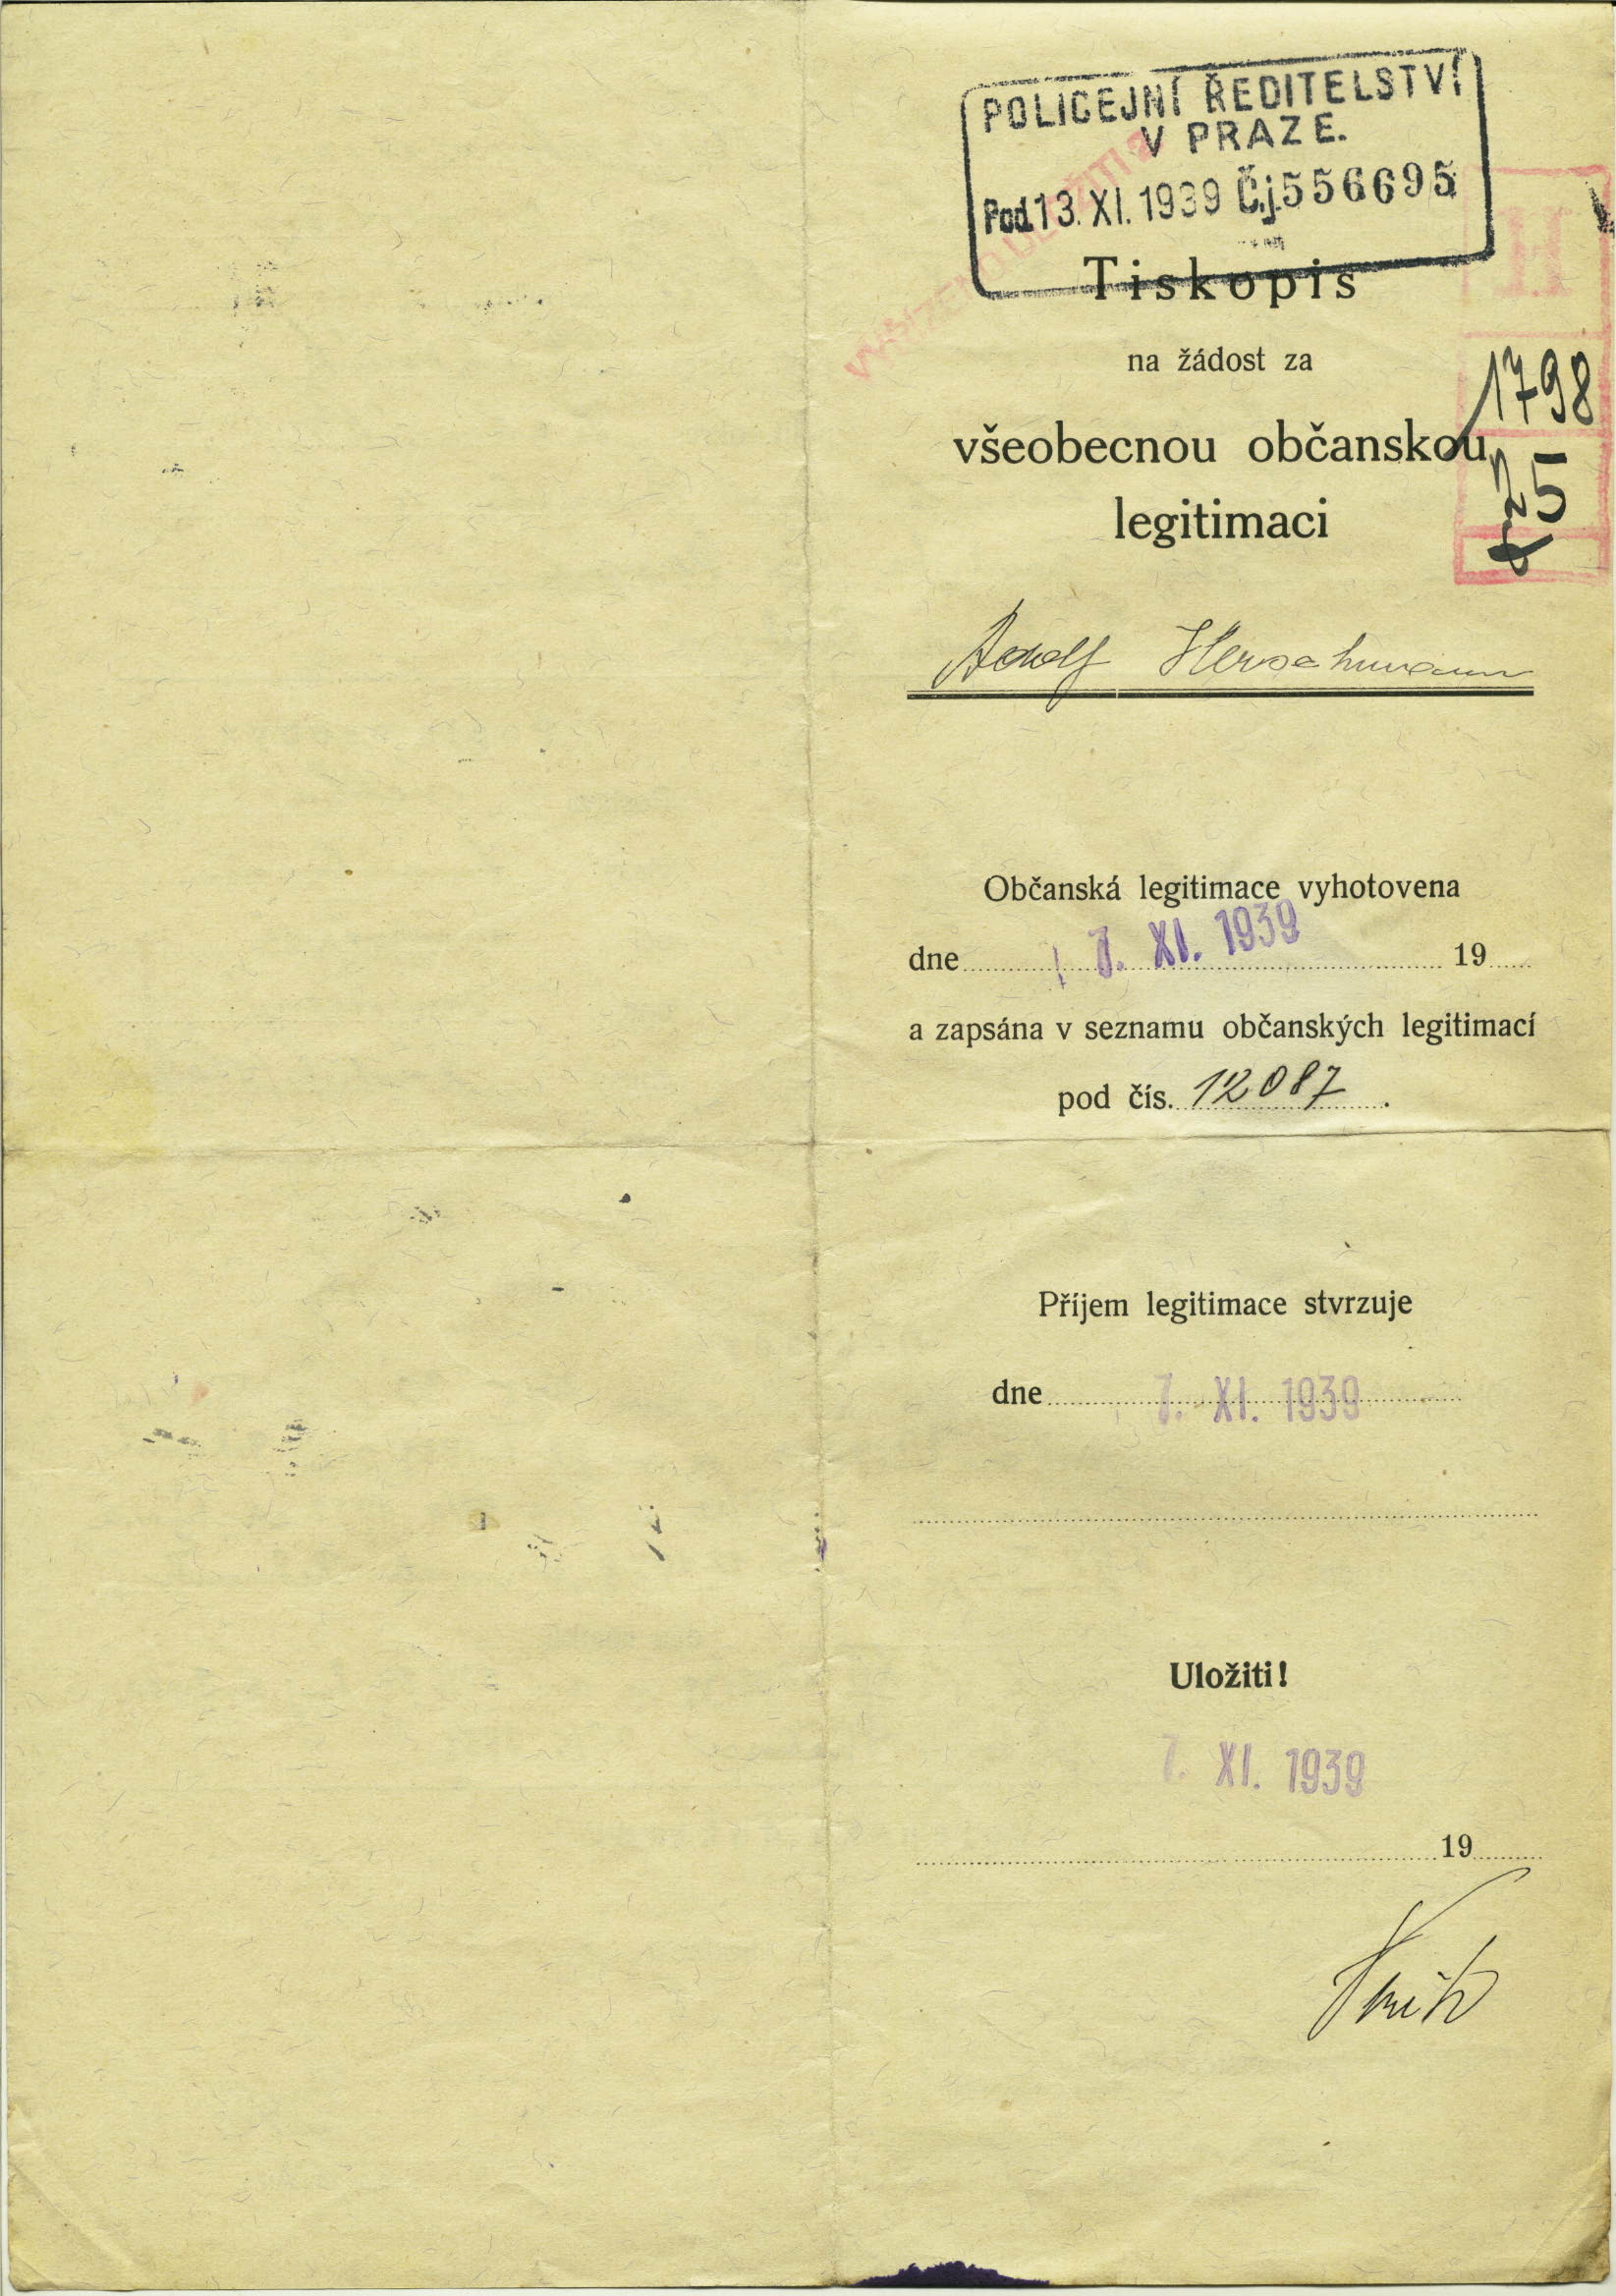 POLICEJNÍ ŘEDITELSTVÍ
V PRAZE.
Pod. 13. XI. 1939 Č.j. 556695
Tiskopis
na žádost za
1798
všeobecnou občanskou
25
legitimaci
Adolf Herschmann
Občanská legitimace vyhotovena
dne 7. XI. 1939 19
a zapsána v seznamu občanských legitimací
pod čís. 12087.
Příjem legitimace stvrzuje
dne 7. XI. 1939
Uložiti!
7. XI. 1939
19